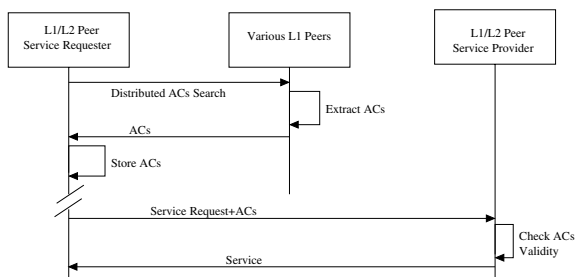 L1/L2 Peer
Service Requester
Various L1 Peers
L1/L2 Peer
Service Provider
Distributed ACs Search
Extract ACs
ACs
Store ACs
Service Request+ACs
Check ACs
Validity
Service